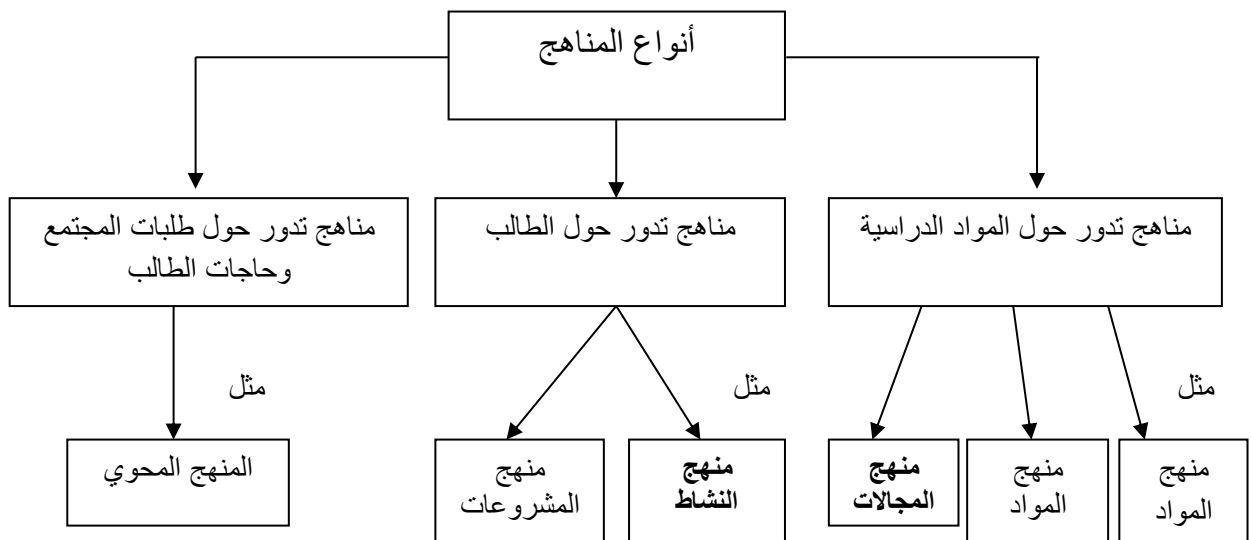 أنواع المناهج
مناهج تدور حول المواد الدراسية
مناهج تدور حول الطالب
مناهج تدور حول طلبات المجتمع
وحاجات الطالب
مثل
مثل
مثل
منهج
المواد
منهج
المواد
منهج
المجالات
منهج
النشاط
منهج
المشروعات
المنهج المحوي